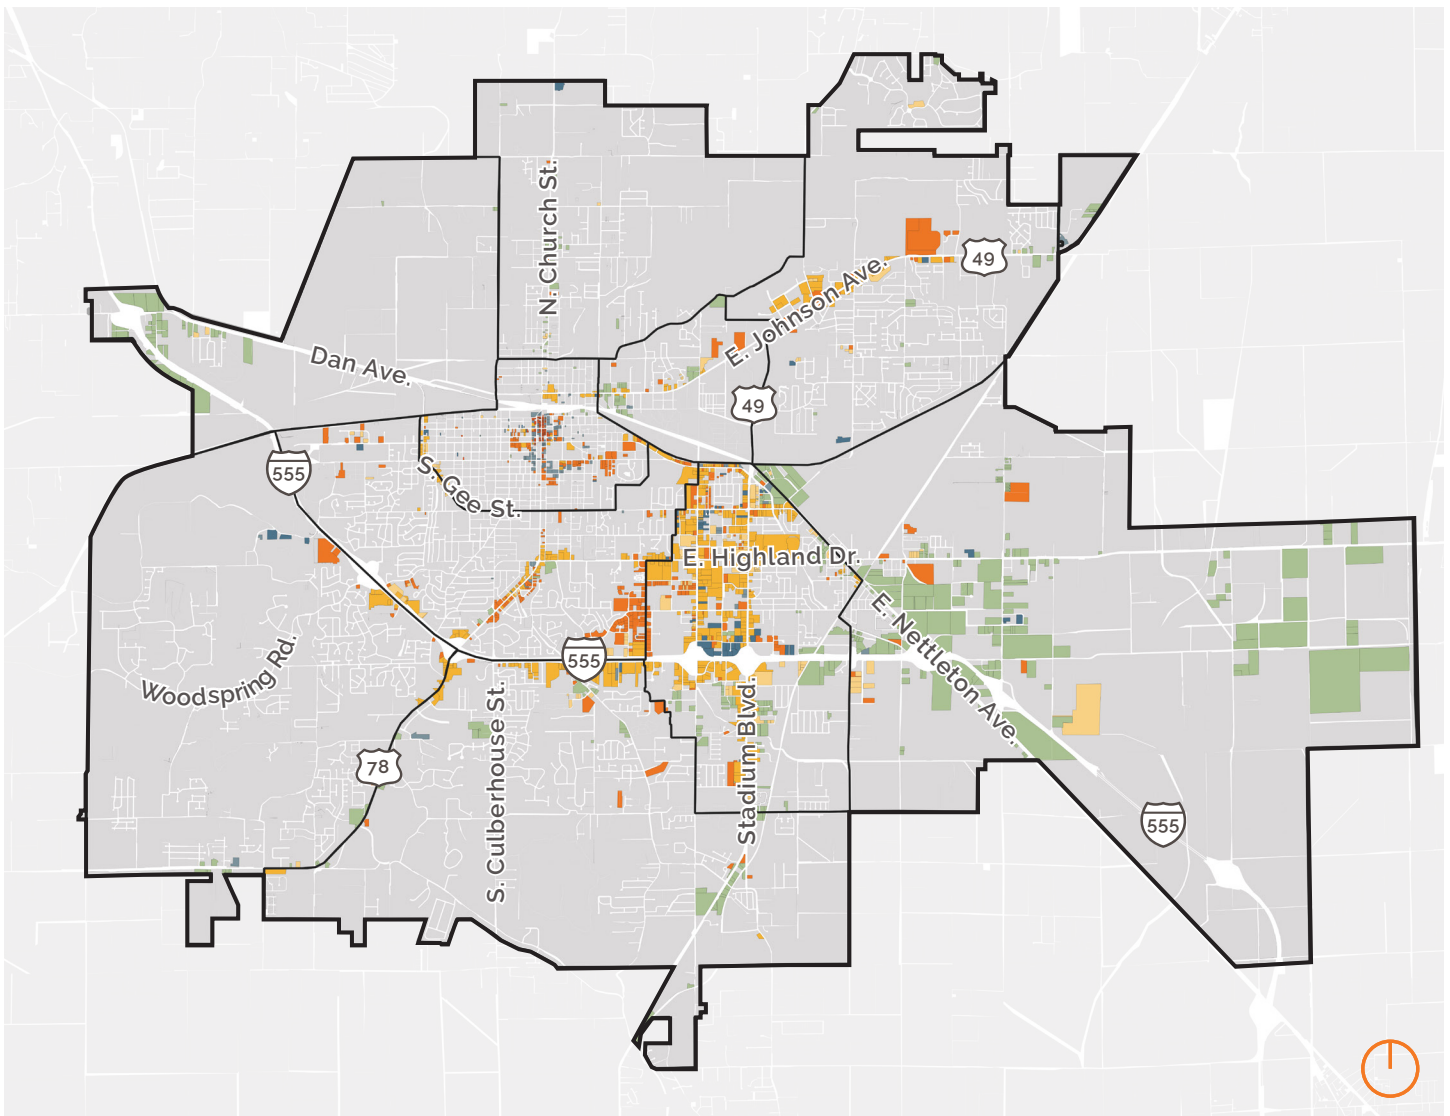 N. Church St.
49
E. Johnson Ave.
Dan Ave.
49
555
S. Gee St.
E. Highland Dr.
E. Nettleton Ave.
Woodspring Rd.
555
S. Culberhouse St.
Stadium Blvd.
78
555